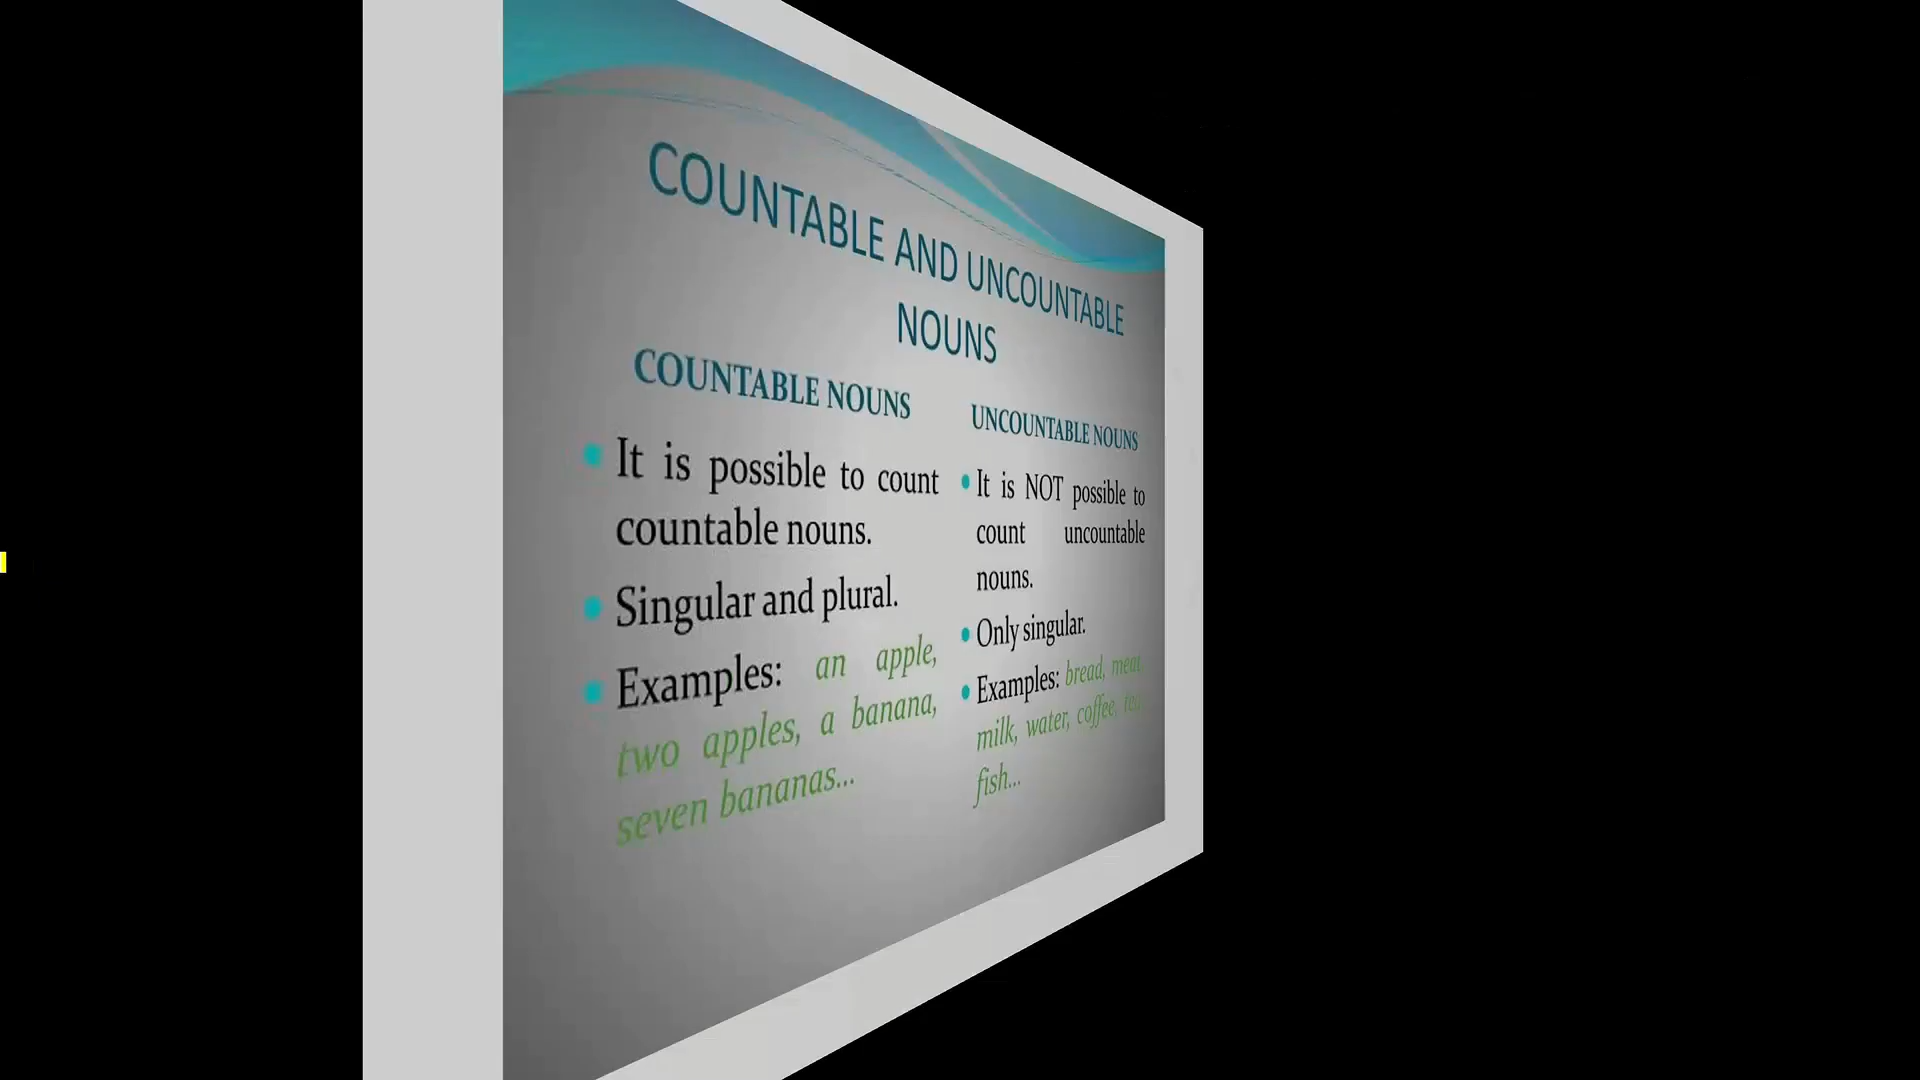 COUNTABLE AND UNCOUNTABLE
NOUNS
COUNTABLE NOUNS
• It is possible to count
countable nouns.
• Singular and plural.
• Examples: an apple,
two apples, a banana,
seven bananas...
UNCOUNTABLE NOUNS
• It is NOT possible to
count uncountable
nouns.
• Only singular.
• Examples: bread, meat,
milk, water, coffee, tea,
fish...